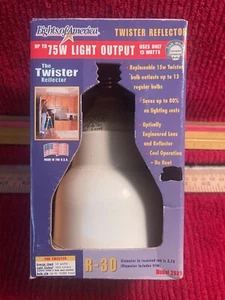 Lights of America
TWISTER REFLECTOR
UP TO 75W LIGHT OUTPUT
USES ONLY
15 WATTS
The
Twister
Reflector
· Replaceable 15w Twister
bulb outlasts up to 13
regular bulbs
· Saves up to 80%
on lighting costs
· Optically
Engineered Lens
and Reflector
Cool Operation
No Heat
MADE IN THE U.S.A.
THE TWISTER
R-30
Model